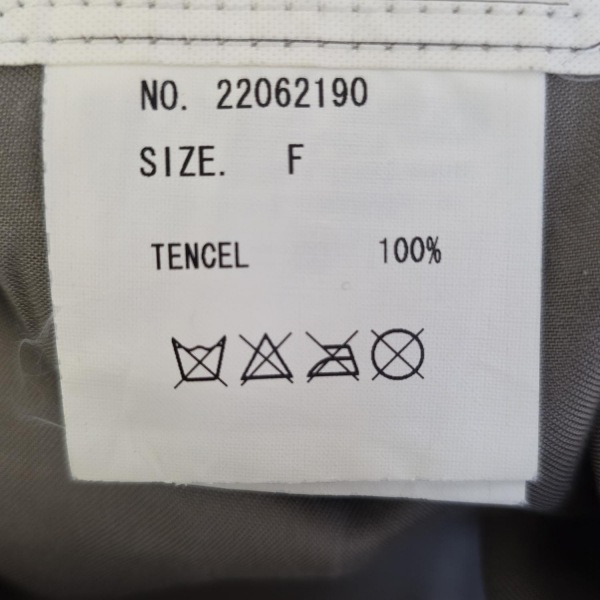 NO. 22062190
SIZE. F
TENCEL 100%